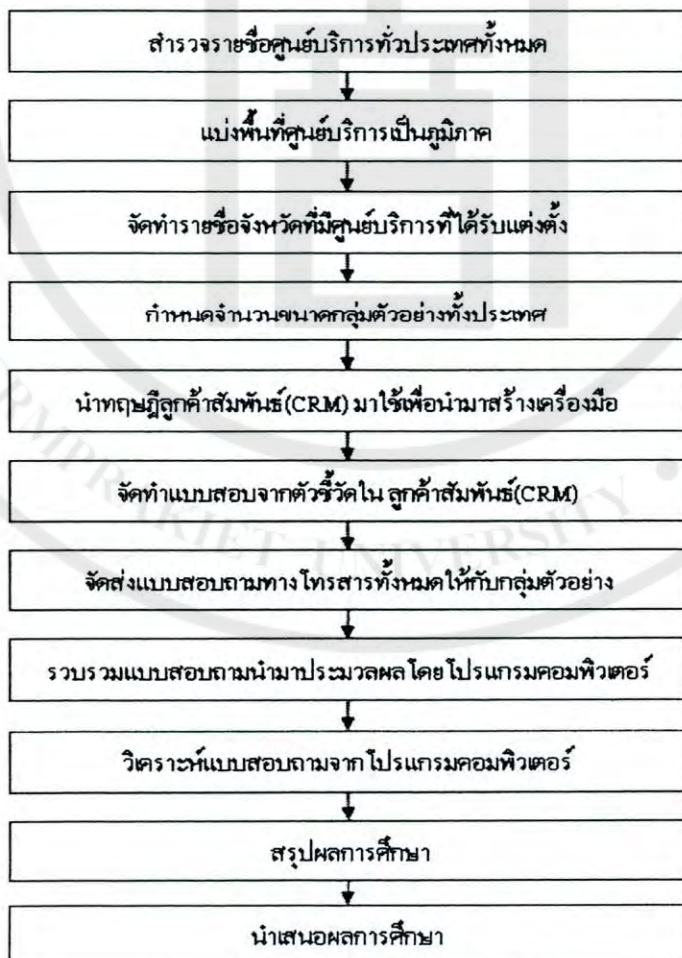 สำรวจรายชื่อศูนย์บริการทั่วประเทศทั้งหมด
แบ่งพื้นที่ศูนย์บริการเป็นภูมิภาค
จัดทำรายชื่อจังหวัดที่มีศูนย์บริการที่ได้รับแต่งตั้ง
กำหนดจำนวนขนาดกลุ่มตัวอย่างทั้งประเทศ
นำทฤษฎีลูกค้าสัมพันธ์(CRM) มาใช้เพื่อนำมาสร้างเครื่องมือ
จัดทำแบบสอบจากตัวชี้วัดใน ลูกค้าสัมพันธ์(CRM)
จัดส่งแบบสอบถามทางโทรสารทั้งหมดให้กับกลุ่มตัวอย่าง
รวบรวมแบบสอบถามนำมาประมวลผลโดยโปรแกรมคอมพิวเตอร์
วิเคราะห์แบบสอบถามจากโปรแกรมคอมพิวเตอร์
สรุปผลการศึกษา
นำเสนอผลการศึกษา
RMPRAKIET UNIVERSITY